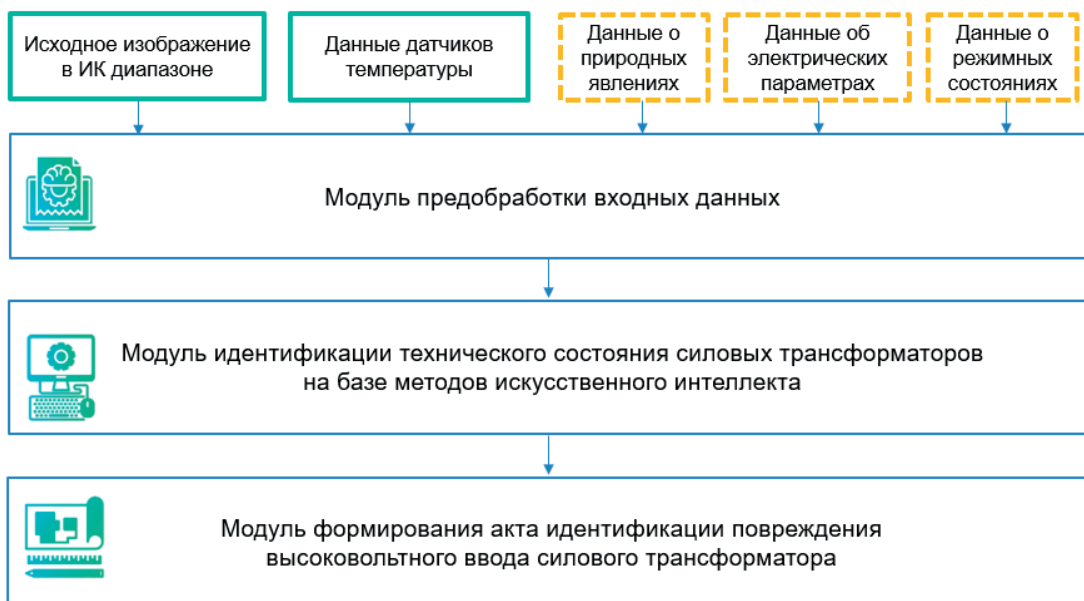 Исходное изображение
в ИК диапазоне
Данные датчиков
температуры
Данные о
природных
явлениях
Данные об
электрических
параметрах
Данные о
режимных
состояниях
Модуль предобработки входных данных
Модуль идентификации технического состояния силовых трансформаторов
на базе методов искусственного интеллекта
Модуль формирования акта идентификации повреждения
высоковольтного ввода силового трансформатора